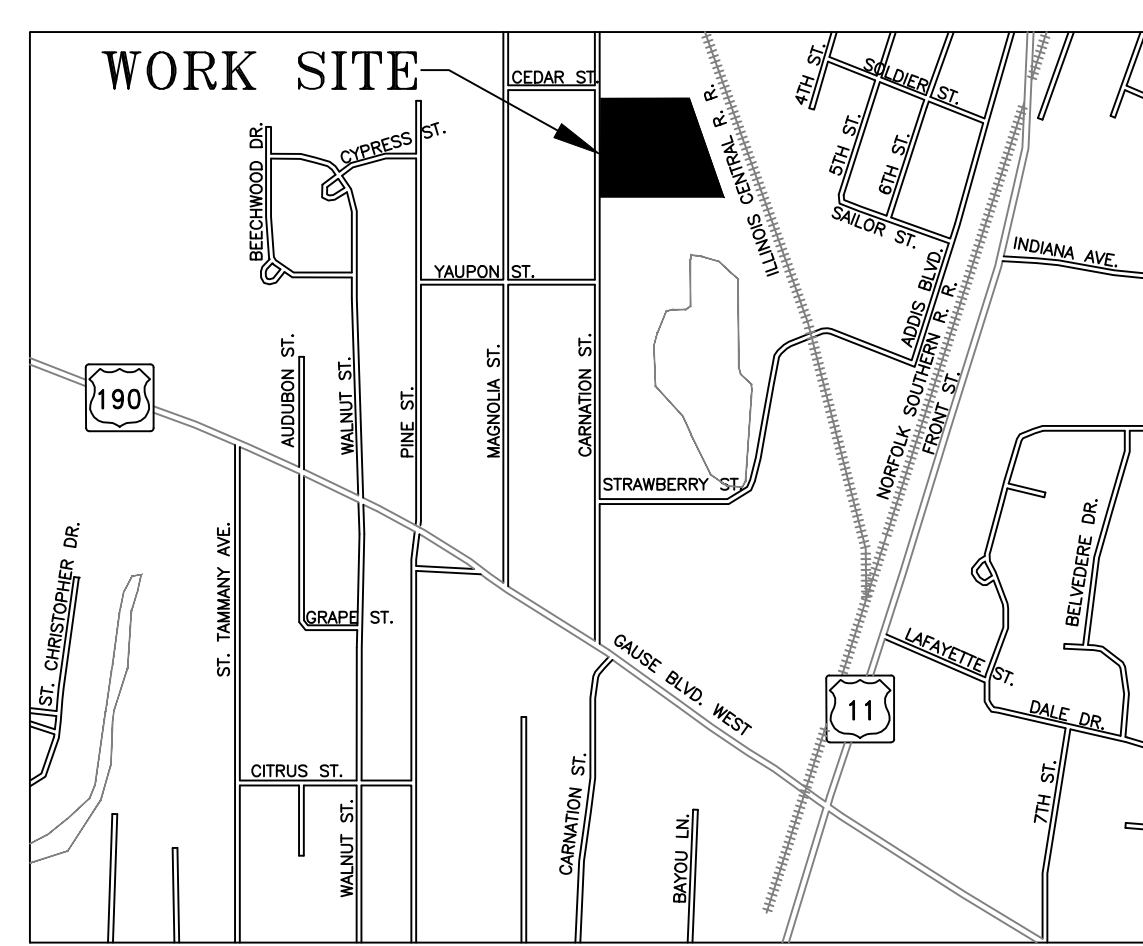 WORK SITE
CEDAR ST.
4TH ST.
SOLDIER ST.
ILLINOIS CENTRAL R. R.
5TH ST.
6TH ST.
CYPRESS ST.
BEECHWOOD DR.
SAILOR ST.
INDIANA AVE.
YAUPON ST.
ADDIS BLVD.
NORFOLK SOUTHERN R. R.
FRONT ST.
190
AUDUBON ST.
WALNUT ST.
PINE ST.
MAGNOLIA ST.
CARNATION ST.
STRAWBERRY ST.
ST. CHRISTOPHER DR.
ST. TAMMANY AVE.
BELVEDERE DR.
GRAPE ST.
GAUSE BLVD. WEST
LAFAYETTE ST.
11
DALE DR.
CITRUS ST.
WALNUT ST.
CARNATION ST.
BAYOU LN.
7TH ST.